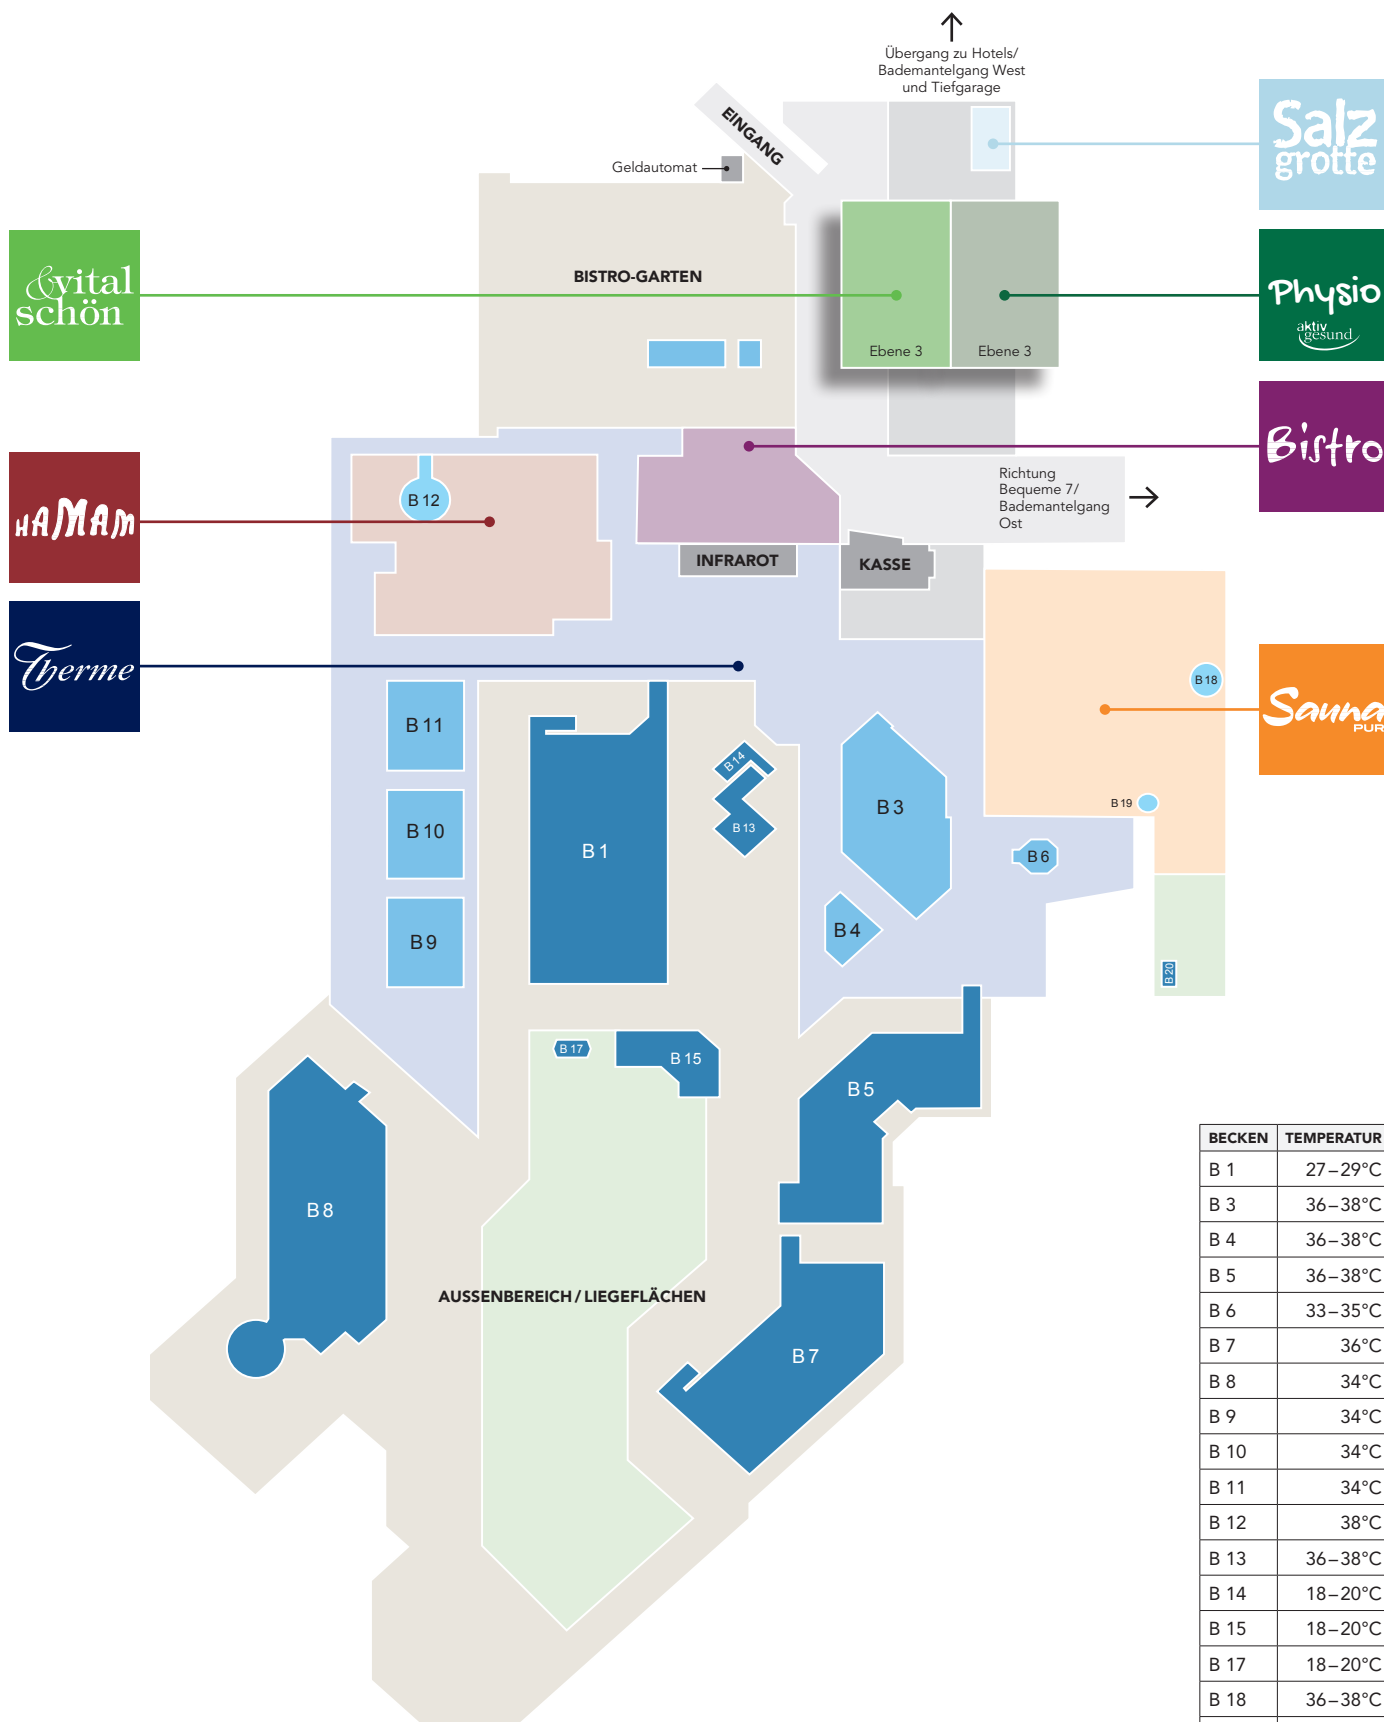 Übergang zu Hotels/
Bademantelgang West
und Tiefgarage
EINGANG
Geldautomat
Salz
grotte
&vital
schön
BISTRO-GARTEN
Physio
aktiv
gesund
Ebene 3
Ebene 3
Bistro
HAMAM
B 12
Richtung
Bequeme 7/
Bademantelgang
Ost
INFRAROT
KASSE
Therme
B 18
Sauna
PUR
B 11
B 14
B 3
B 19
B 10
B 13
B 1
B 6
B 9
B 4
B 20
B 17
B 15
B 5
B 8
AUSSENBEREICH / LIEGEFLÄCHEN
B 7
BECKEN TEMPERATUR
B 1 27–29°C
B 3 36–38°C
B 4 36–38°C
B 5 36–38°C
B 6 33–35°C
B 7 36°C
B 8 34°C
B 9 34°C
B 10 34°C
B 11 34°C
B 12 38°C
B 13 36–38°C
B 14 18–20°C
B 15 18–20°C
B 17 18–20°C
B 18 36–38°C